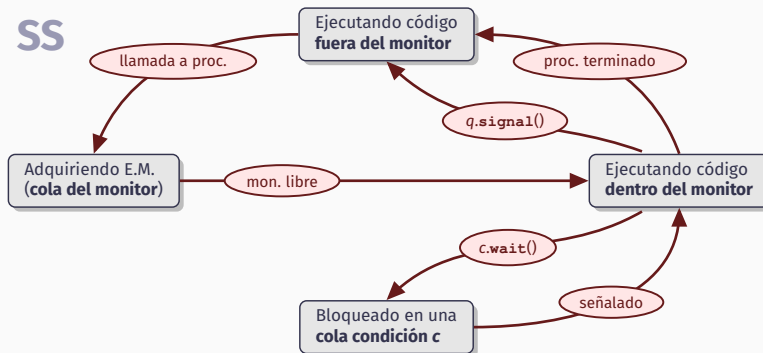 SS
Ejecutando código
fuera del monitor
llamada a proc.
proc. terminado
q.signal()
Adquiriendo E.M.
(cola del monitor)
mon. libre
Ejecutando código
dentro del monitor
c.wait()
señalado
Bloqueado en una
cola condición c